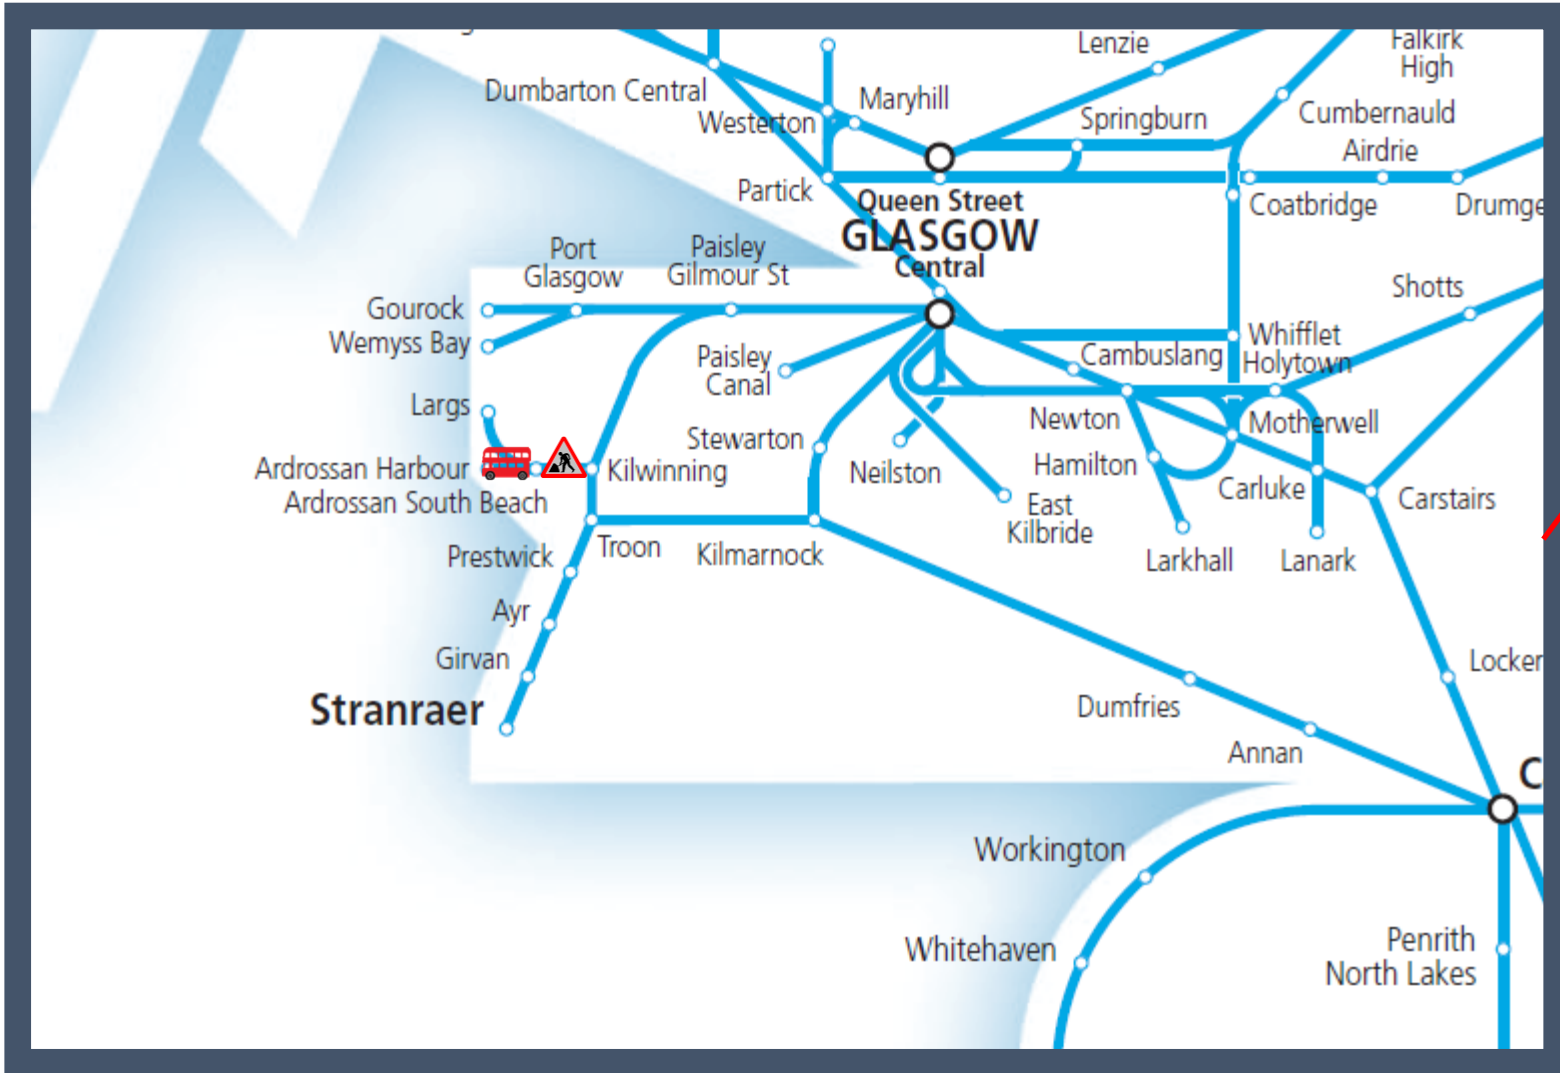 Lenzie
Falkirk
High
Dumbarton Central
Maryhill
Westerton
Springburn
Cumbernauld
Airdrie
Partick
Queen Street
GLASGOW
Central
Coatbridge
Drumge
Port
Glasgow
Paisley
Gilmour St
Shotts
Gourock
Wemyss Bay
Paisley
Canal
Cambuslang
Whifflet
Holytown
Largs
Newton
Motherwell
Stewarton
Neilston
Hamilton
Ardrossan Harbour
Kilwinning
Ardrossan South Beach
East
Kilbride
Carluke
Carstairs
Prestwick
Troon
Kilmarnock
Larkhall
Lanark
Ayr
Girvan
Locker
Stranraer
Dumfries
Annan
C
Workington
Whitehaven
Penrith
North Lakes